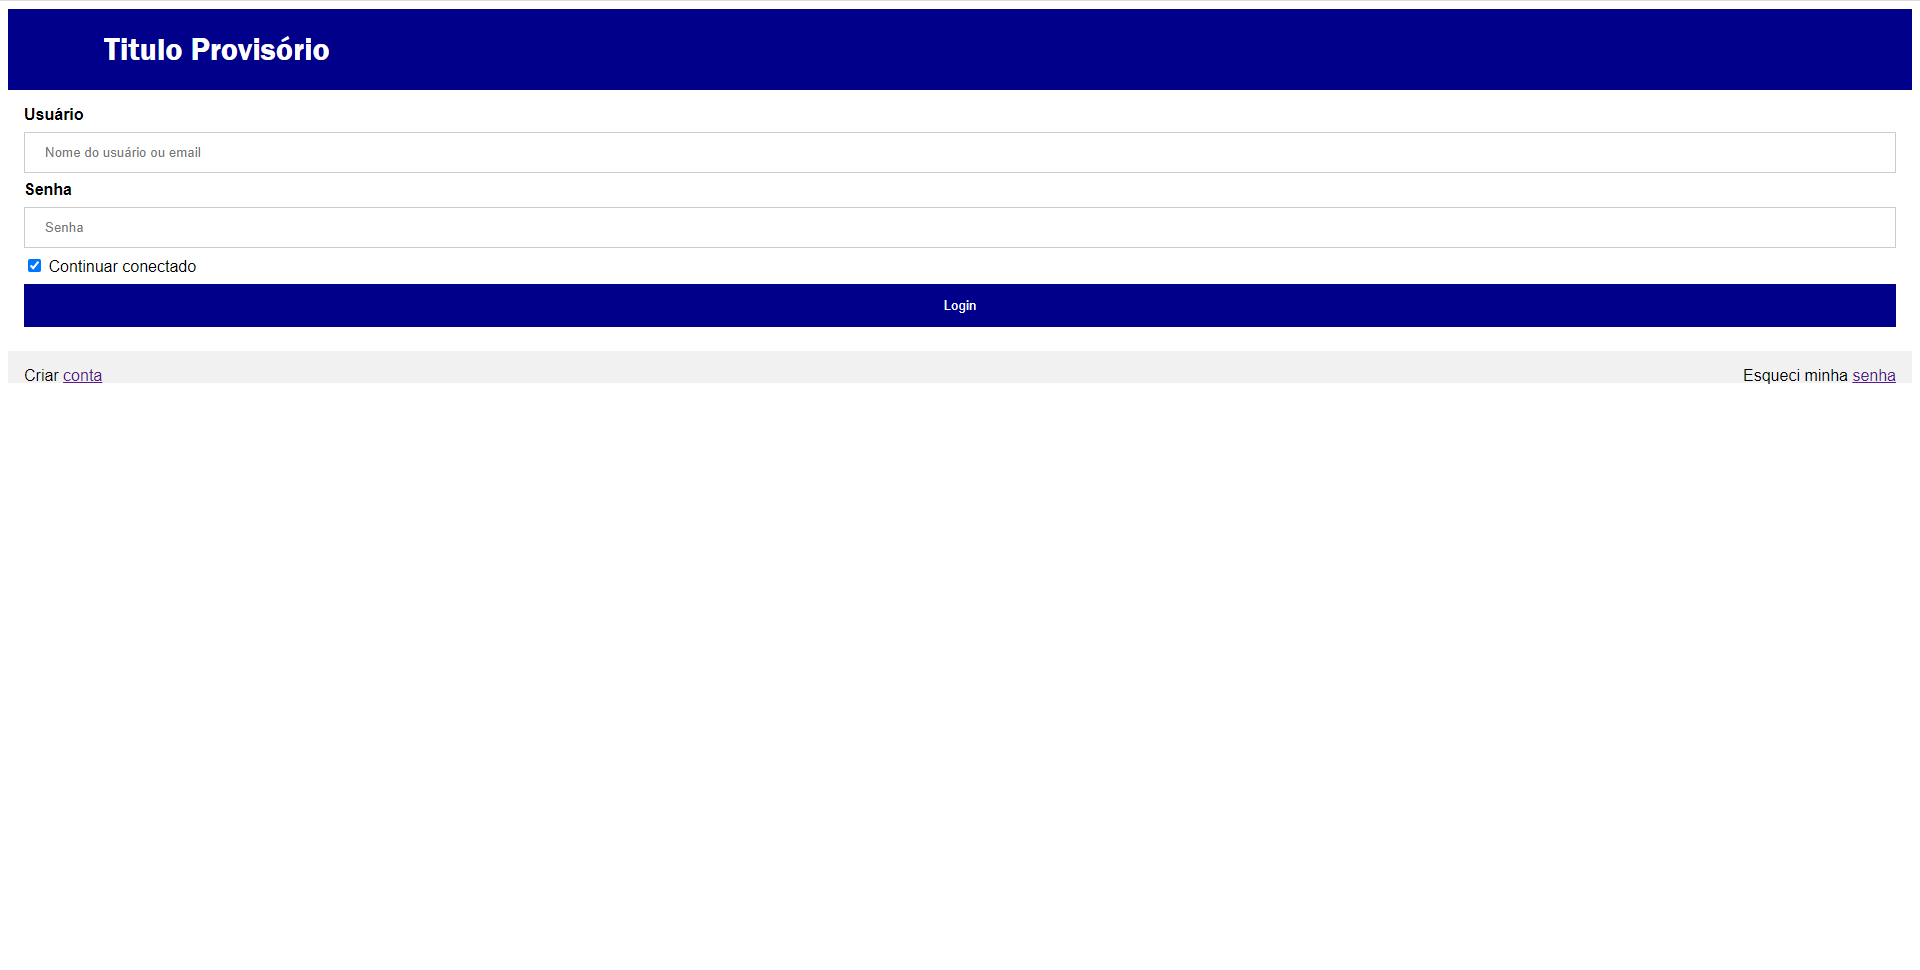 Titulo Provisório
Usuário
Nome do usuário ou email
Senha
Senha
Continuar conectado
Login
Criar conta
Esqueci minha senha